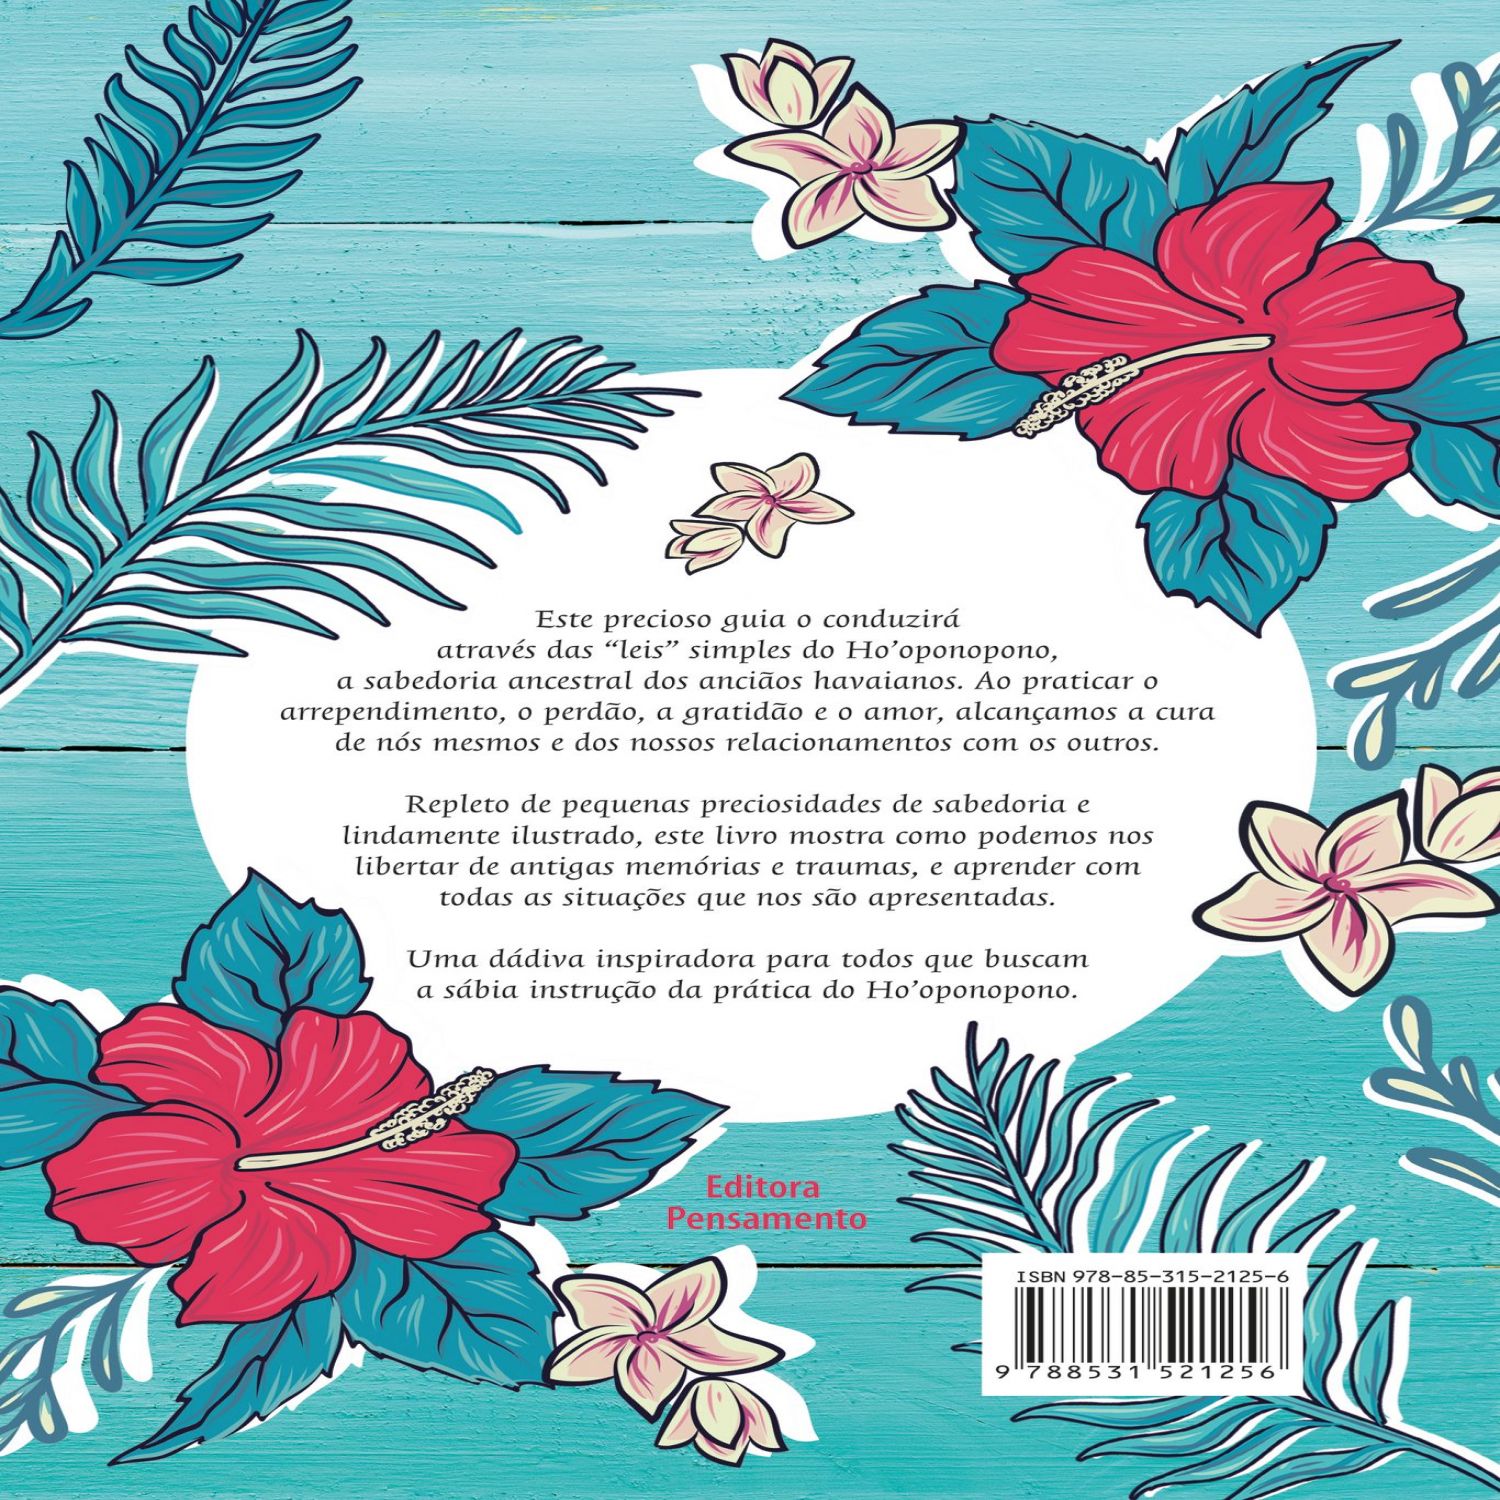 Este precioso guia o conduzirá
através das “leis” simples do Ho’oponopono,
a sabedoria ancestral dos anciãos havaianos. Ao praticar o
arrependimento, o perdão, a gratidão e o amor, alcançamos a cura
de nós mesmos e dos nossos relacionamentos com os outros.
Repleto de pequenas preciosidades de sabedoria e
lindamente ilustrado, este livro mostra como podemos nos
libertar de antigas memórias e traumas, e aprender com
todas as situações que nos são apresentadas.
Uma dádiva inspiradora para todos que buscam
a sábia instrução da prática do Ho’oponopono.
Editora
Pensamento
ISBN 978-85-315-2125-6
9 788531 521256